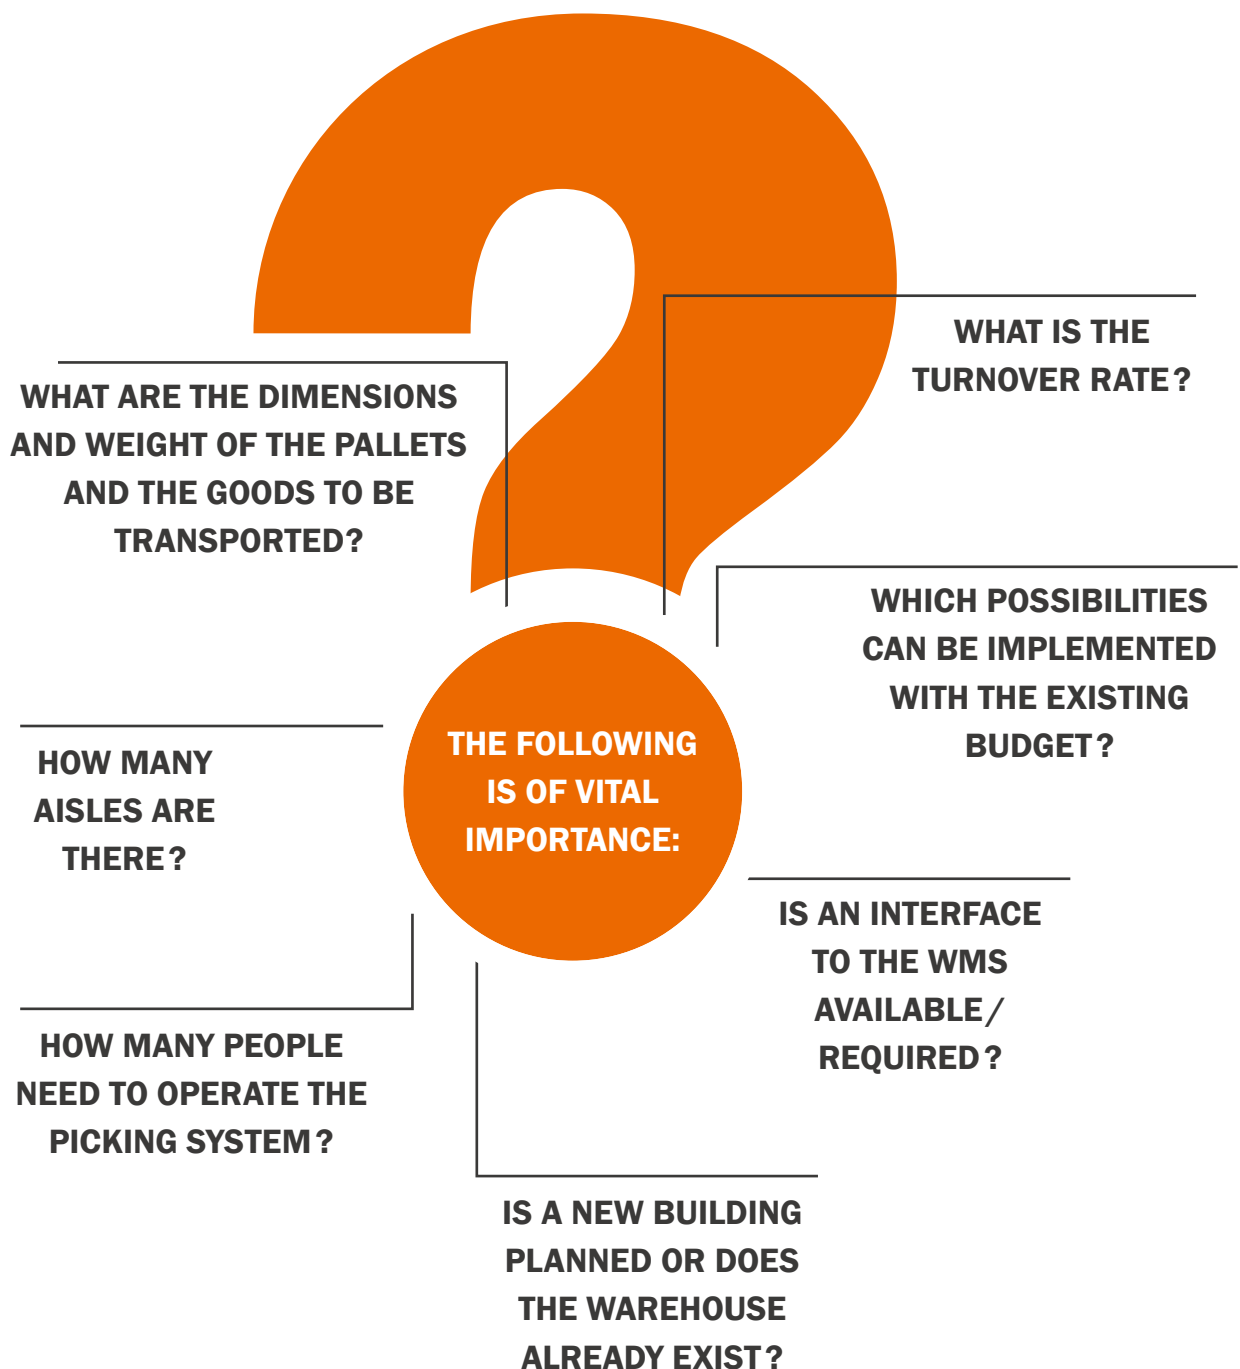 WHAT IS THE
TURNOVER RATE?
WHAT ARE THE DIMENSIONS
AND WEIGHT OF THE PALLETS
AND THE GOODS TO BE
TRANSPORTED?
WHICH POSSIBILITIES
CAN BE IMPLEMENTED
WITH THE EXISTING
BUDGET?
THE FOLLOWING
IS OF VITAL
IMPORTANCE:
HOW MANY
AISLES ARE
THERE?
IS AN INTERFACE
TO THE WMS
AVAILABLE/
REQUIRED?
HOW MANY PEOPLE
NEED TO OPERATE THE
PICKING SYSTEM?
IS A NEW BUILDING
PLANNED OR DOES
THE WAREHOUSE
ALREADY EXIST?